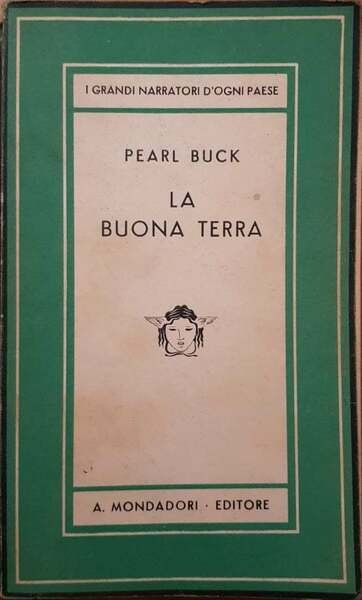 I GRANDI NARRATORI D'OGNI PAESE
PEARL BUCK
LA
BUONA TERRA
A. MONDADORI · EDITORE